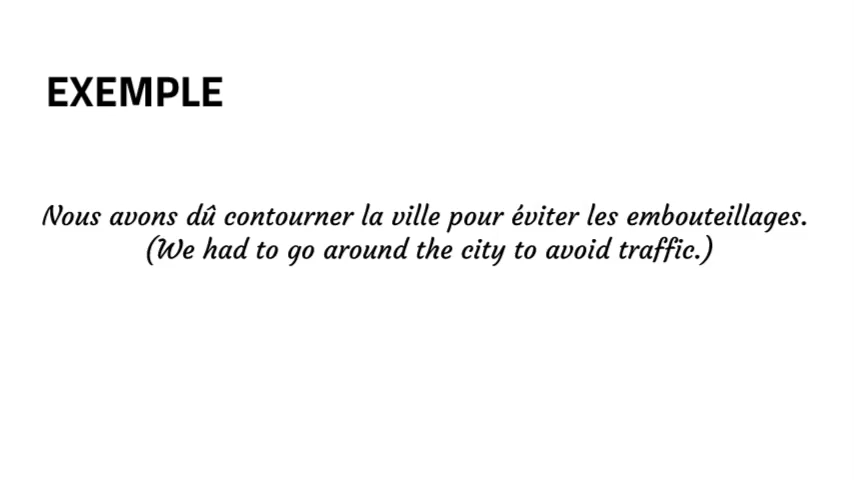 EXEMPLE
Nous avons dû contourner la ville pour éviter les embouteillages.
(We had to go around the city to avoid traffic.)